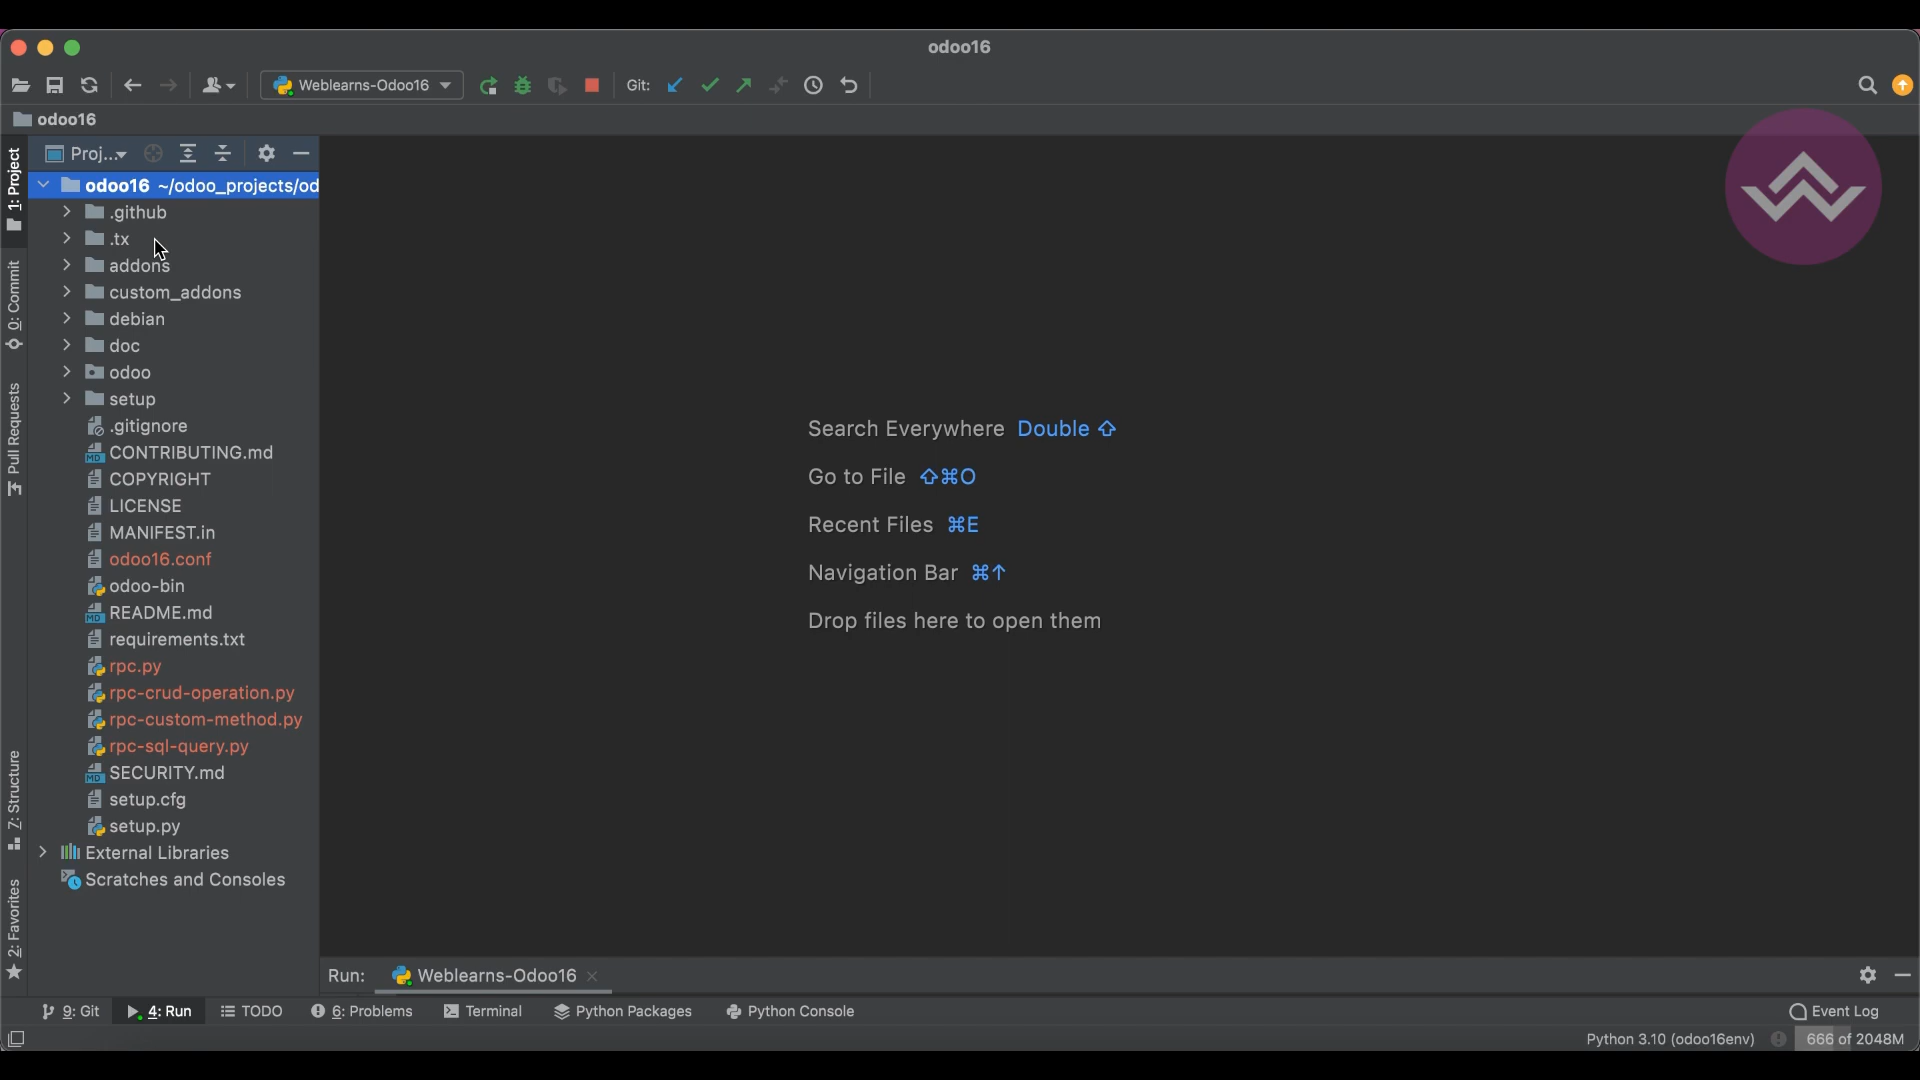 odoo16
Weblearns-Odoo16
Git:
odoo16
1: Project
Proj...
odoo16 ~/odoo_projects/od
.github
.tx
addons
custom_addons
debian
doc
odoo
setup
.gitignore
CONTRIBUTING.md
COPYRIGHT
LICENSE
MANIFEST.in
odoo16.conf
odoo-bin
README.md
requirements.txt
rpc.py
rpc-crud-operation.py
rpc-custom-method.py
rpc-sql-query.py
SECURITY.md
setup.cfg
setup.py
External Libraries
Scratches and Consoles
0: Commit
Pull Requests
Z: Structure
2: Favorites
Search Everywhere Double ⇧
Go to File ⇧⌘O
Recent Files ⌘E
Navigation Bar ⌘↑
Drop files here to open them
Run: Weblearns-Odoo16
9: Git
4: Run
TODO
6: Problems
Terminal
Python Packages
Python Console
Event Log
Python 3.10 (odoo16env)
666 of 2048M